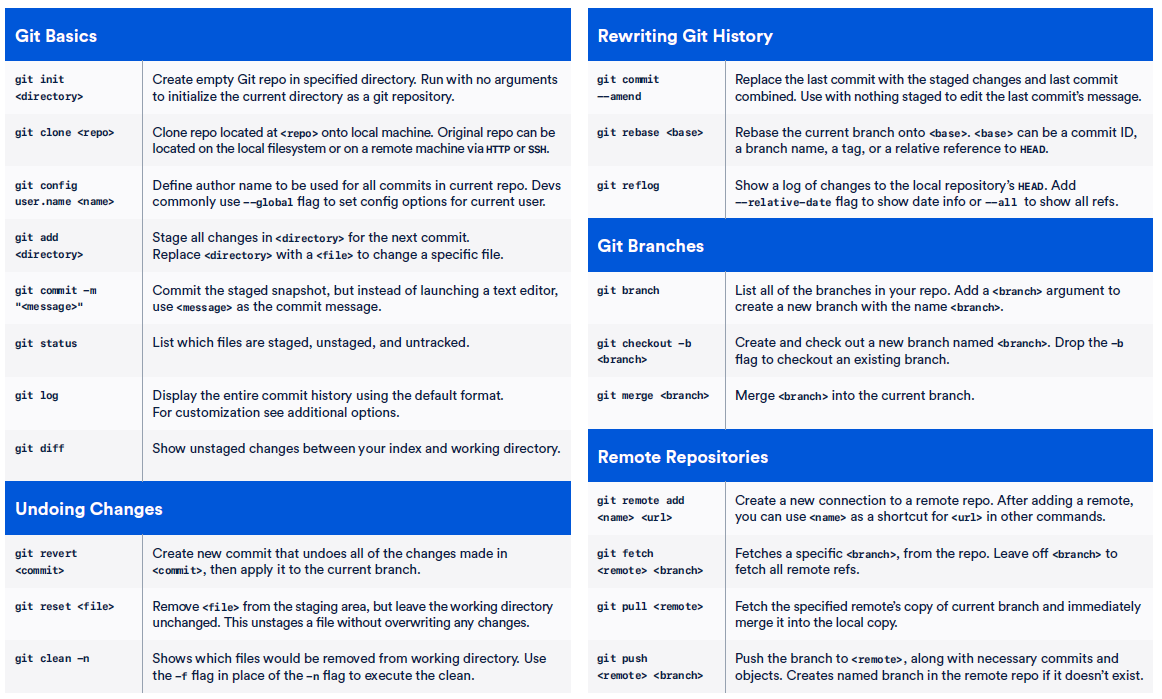 Git Basics
git init
<directory>
Create empty Git repo in specified directory. Run with no arguments
to initialize the current directory as a git repository.
git clone <repo>
Clone repo located at <repo> onto local machine. Original repo can be
located on the local filesystem or on a remote machine via HTTP or SSH.
git config
user.name <name>
Define author name to be used for all commits in current repo. Devs
commonly use --global flag to set config options for current user.
git add
<directory>
Stage all changes in <directory> for the next commit.
Replace <directory> with a <file> to change a specific file.
git commit -m
"<message>"
Commit the staged snapshot, but instead of launching a text editor,
use <message> as the commit message.
git status
List which files are staged, unstaged, and untracked.
git log
Display the entire commit history using the default format.
For customization see additional options.
git diff
Show unstaged changes between your index and working directory.
Undoing Changes
git revert
<commit>
Create new commit that undoes all of the changes made in
<commit>, then apply it to the current branch.
git reset <file>
Remove <file> from the staging area, but leave the working directory
unchanged. This unstages a file without overwriting any changes.
git clean -n
Shows which files would be removed from working directory. Use
the -f flag in place of the -n flag to execute the clean.
Rewriting Git History
git commit
--amend
Replace the last commit with the staged changes and last commit
combined. Use with nothing staged to edit the last commit's message.
git rebase <base>
Rebase the current branch onto <base>. <base> can be a commit ID,
a branch name, a tag, or a relative reference to HEAD.
git reflog
Show a log of changes to the local repository's HEAD. Add
--relative-date flag to show date info or --all to show all refs.
Git Branches
git branch
List all of the branches in your repo. Add a <branch> argument to
create a new branch with the name <branch>.
git checkout -b
<branch>
Create and check out a new branch named <branch>. Drop the -b
flag to checkout an existing branch.
git merge <branch>
Merge <branch> into the current branch.
Remote Repositories
git remote add
<name> <url>
Create a new connection to a remote repo. After adding a remote,
you can use <name> as a shortcut for <url> in other commands.
git fetch
<remote> <branch>
Fetches a specific <branch>, from the repo. Leave off <branch> to
fetch all remote refs.
git pull <remote>
Fetch the specified remote's copy of current branch and immediately
merge it into the local copy.
git push
<remote> <branch>
Push the branch to <remote>, along with necessary commits and
objects. Creates named branch in the remote repo if it doesn't exist.